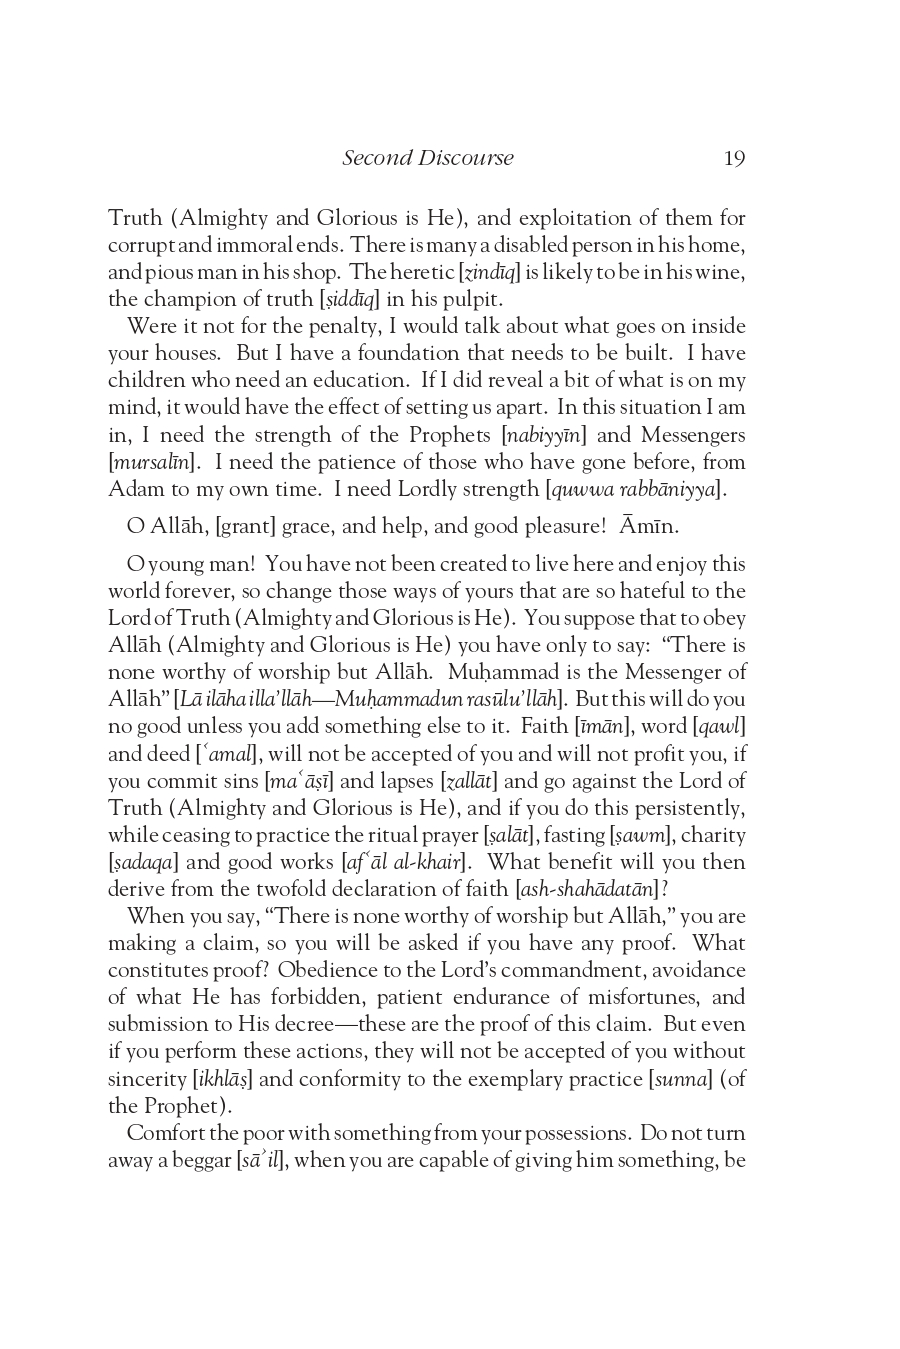 Second Discourse 19
Truth (Almighty and Glorious is He), and exploitation of them for
corrupt and immoral ends. There is many a disabled person in his home,
and pious man in his shop. The heretic [zindīq] is likely to be in his wine,
the champion of truth [ṣiddīq] in his pulpit.
Were it not for the penalty, I would talk about what goes on inside
your houses. But I have a foundation that needs to be built. I have
children who need an education. If I did reveal a bit of what is on my
mind, it would have the effect of setting us apart. In this situation I am
in, I need the strength of the Prophets [nabiyyīn] and Messengers
[mursalīn]. I need the patience of those who have gone before, from
Adam to my own time. I need Lordly strength [quwwa rabbāniyya].
O Allāh, [grant] grace, and help, and good pleasure! Āmīn.
O young man! You have not been created to live here and enjoy this
world forever, so change those ways of yours that are so hateful to the
Lord of Truth (Almighty and Glorious is He). You suppose that to obey
Allāh (Almighty and Glorious is He) you have only to say: “There is
none worthy of worship but Allāh. Muḥammad is the Messenger of
Allāh” [Lā ilāha illa’llāh—Muḥammadun rasūlu’llāh]. But this will do you
no good unless you add something else to it. Faith [īmān], word [qawl]
and deed [ʿamal], will not be accepted of you and will not profit you, if
you commit sins [maʿāṣī] and lapses [zallāt] and go against the Lord of
Truth (Almighty and Glorious is He), and if you do this persistently,
while ceasing to practice the ritual prayer [ṣalāt], fasting [ṣawm], charity
[ṣadaqa] and good works [afʿāl al-khair]. What benefit will you then
derive from the twofold declaration of faith [ash-shahādatān]?
When you say, “There is none worthy of worship but Allāh,” you are
making a claim, so you will be asked if you have any proof. What
constitutes proof? Obedience to the Lord’s commandment, avoidance
of what He has forbidden, patient endurance of misfortunes, and
submission to His decree—these are the proof of this claim. But even
if you perform these actions, they will not be accepted of you without
sincerity [ikhlāṣ] and conformity to the exemplary practice [sunna] (of
the Prophet).
Comfort the poor with something from your possessions. Do not turn
away a beggar [sāʾil], when you are capable of giving him something, be